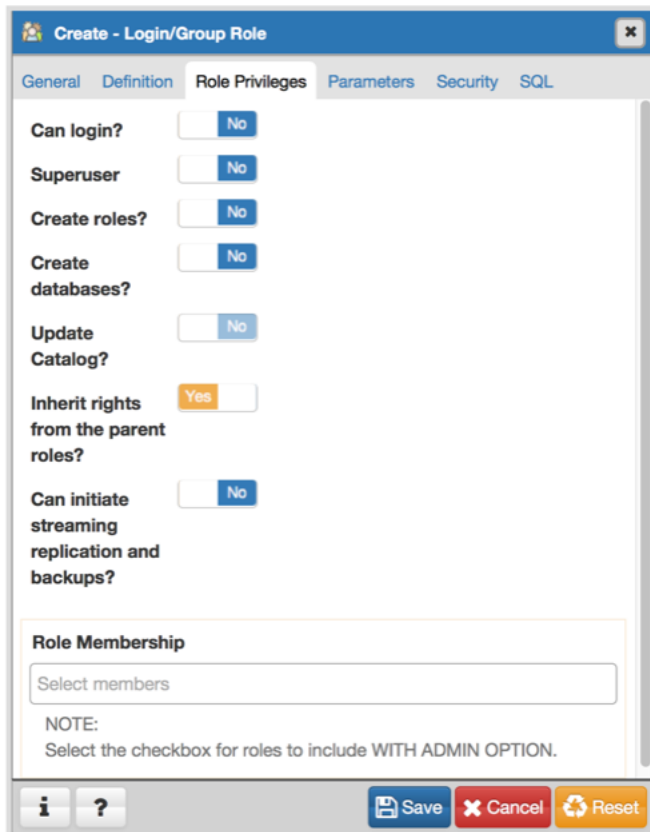 Create - Login/Group Role
General Definition Role Privileges Parameters Security SQL
Can login? No
Superuser No
Create roles? No
Create No
databases?
Update No
Catalog?
Inherit rights Yes
from the parent
roles?
Can initiate No
streaming
replication and
backups?
Role Membership
Select members
NOTE:
Select the checkbox for roles to include WITH ADMIN OPTION.
i ? Save Cancel Reset